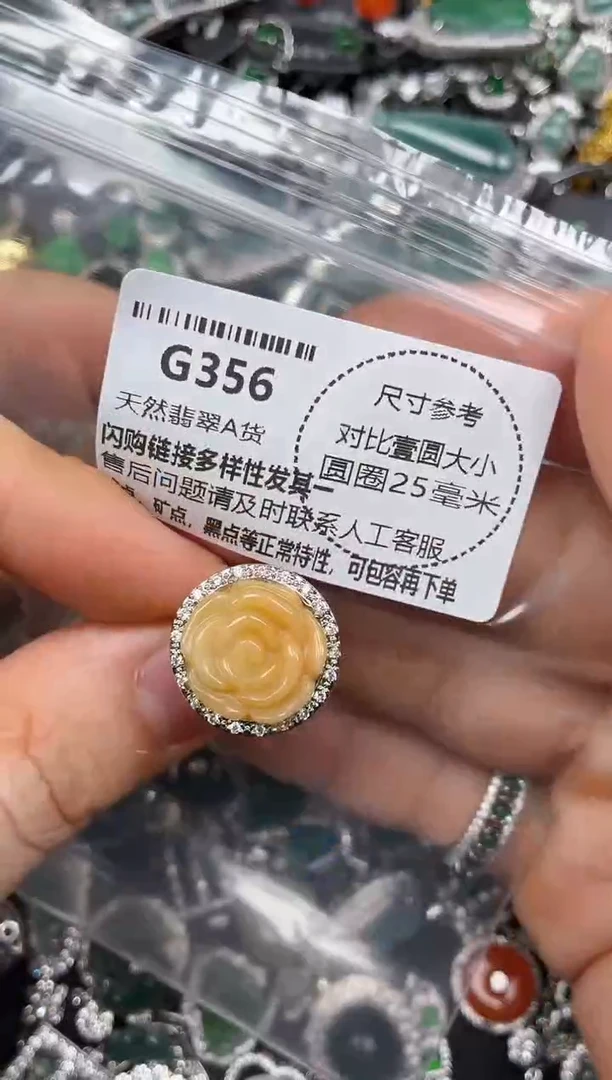 G356
天然翡翠A货
闪购链接多样性发其一
售后问题请及时联系人工客服
矿点，黑点等正常特性，可包容再下单
尺寸参考
对比壹圆大小
圆圈25毫米